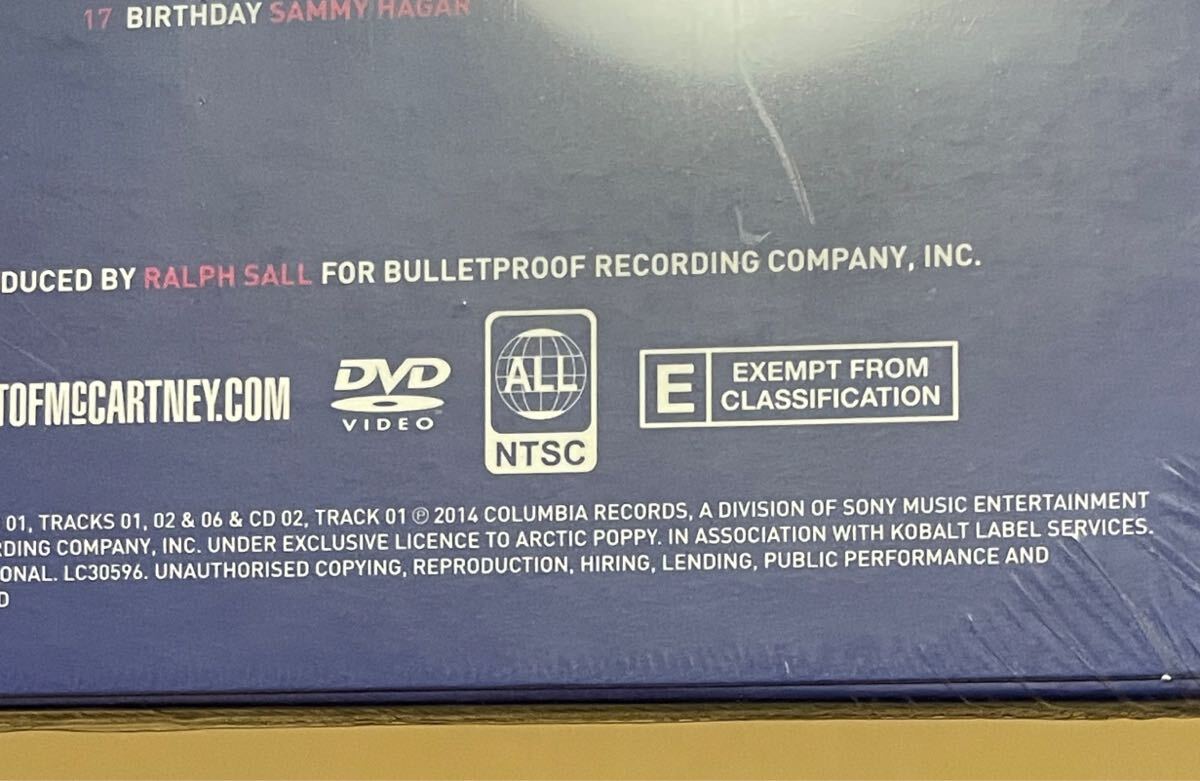 17 BIRTHDAY SAMMY HAGAR
DUCED BY RALPH SALL FOR BULLETPROOF RECORDING COMPANY, INC.
TOFMcCARTNEY.COM
DVD
VIDEO
ALL
NTSC
E
EXEMPT FROM
CLASSIFICATION
01, TRACKS 01, 02 & 06 & CD 02, TRACK 01 ℗ 2014 COLUMBIA RECORDS, A DIVISION OF SONY MUSIC ENTERTAINMENT
RDING COMPANY, INC. UNDER EXCLUSIVE LICENCE TO ARCTIC POPPY. IN ASSOCIATION WITH KOBALT LABEL SERVICES.
ONAL. LC30596. UNAUTHORISED COPYING, REPRODUCTION, HIRING, LENDING, PUBLIC PERFORMANCE AND
D